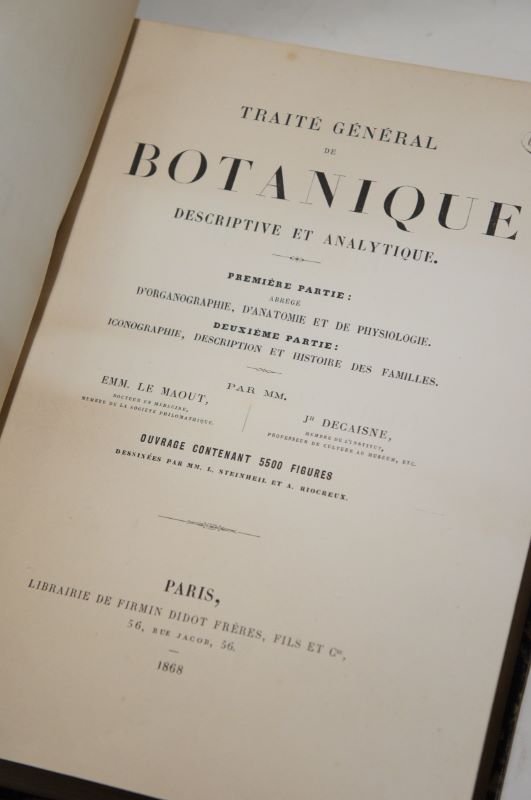 TRAITÉ GÉNÉRAL
DE
BOTANIQUE
DESCRIPTIVE ET ANALYTIQUE.
PREMIÈRE PARTIE:
ABRÉGÉ
D'ORGANOGRAPHIE, D'ANATOMIE ET DE PHYSIOLOGIE.
DEUXIÈME PARTIE:
ICONOGRAPHIE, DESCRIPTION ET HISTOIRE DES FAMILLES.
PAR MM.
EMM. LE MAOUT,
DOCTEUR EN MÉDECINE,
MEMBRE DE LA SOCIÉTÉ PHILOMATHIQUE.
JH DECAISNE,
MEMBRE DE L'INSTITUT,
PROFESSEUR DE CULTURE AU MUSÉUM, ETC.
OUVRAGE CONTENANT 5500 FIGURES
DESSINÉES PAR MM. L. STEINHEIL ET A. RIOCREUX.
PARIS,
LIBRAIRIE DE FIRMIN DIDOT FRÈRES, FILS ET Cie,
56, RUE JACOB, 56.
1868